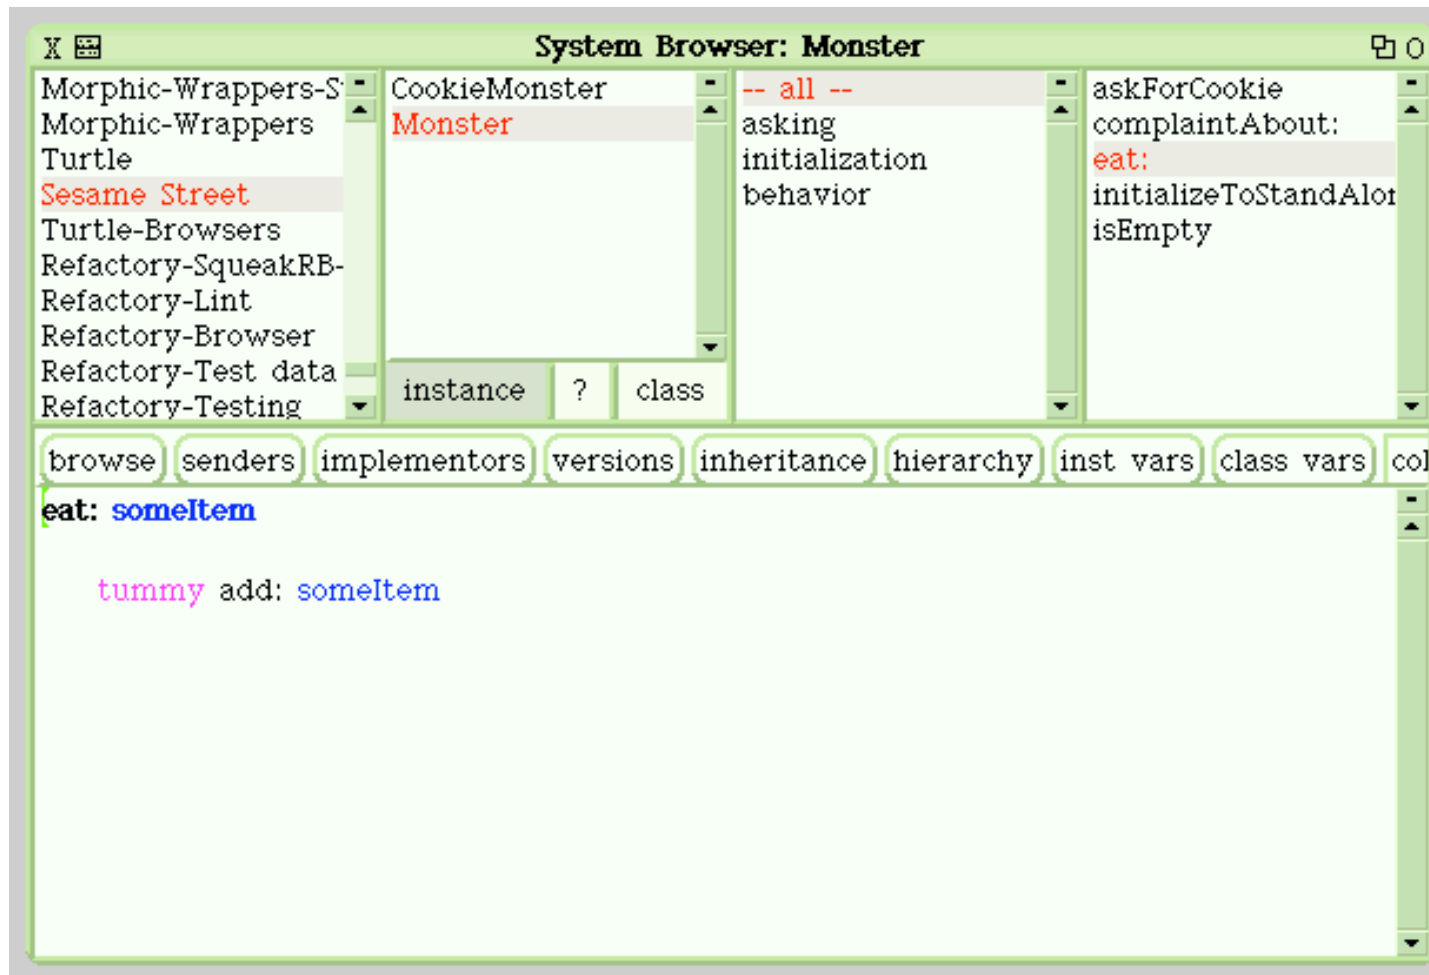 X System Browser: Monster O
Morphic-Wrappers-S
Morphic-Wrappers
Turtle
Sesame Street
Turtle-Browsers
Refactory-SqueakRB-
Refactory-Lint
Refactory-Browser
Refactory-Test data
Refactory-Testing
CookieMonster
Monster
instance ? class
-- all --
asking
initialization
behavior
askForCookie
complaintAbout:
eat:
initializeToStandAlon
isEmpty
browse senders implementors versions inheritance hierarchy inst vars class vars col
eat: someItem
tummy add: someItem